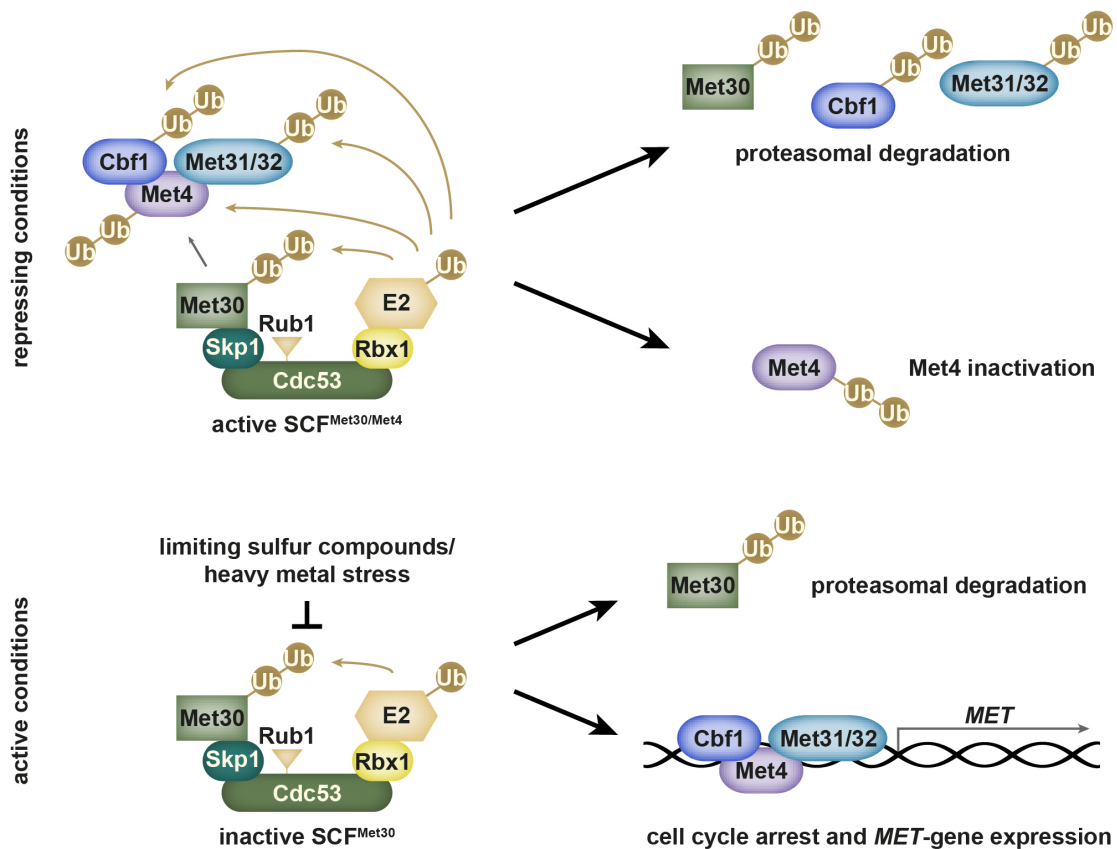 repressing conditions
Ub
Ub
Ub
Ub
Cbf1
Met31/32
Met4
Ub
Ub
Ub
Ub
Ub
Met30
E2
Rub1
Skp1
Rbx1
Cdc53
active SCFMet30/Met4
Ub
Ub
Ub
Ub
Ub
Ub
Met30
Cbf1
Met31/32
proteasomal degradation
Met4
Met4 inactivation
Ub
Ub
active conditions
limiting sulfur compounds/
heavy metal stress
Ub
Ub
Ub
Met30
E2
Rub1
Skp1
Rbx1
Cdc53
inactive SCFMet30
Ub
Ub
Met30
proteasomal degradation
MET
Cbf1
Met31/32
Met4
cell cycle arrest and MET-gene expression